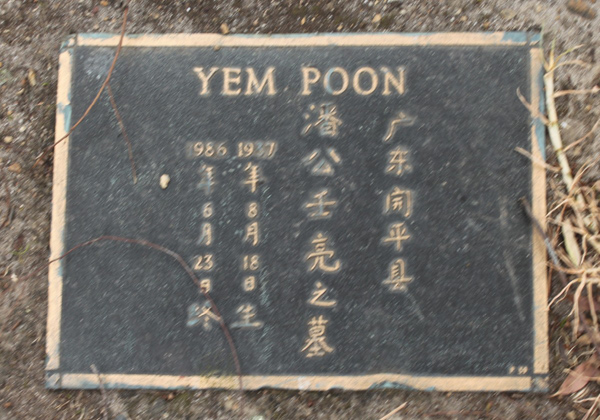 YEM POON
广东开平县
潘公壬亮之墓
1937年8月18日生
1986年6月23日终